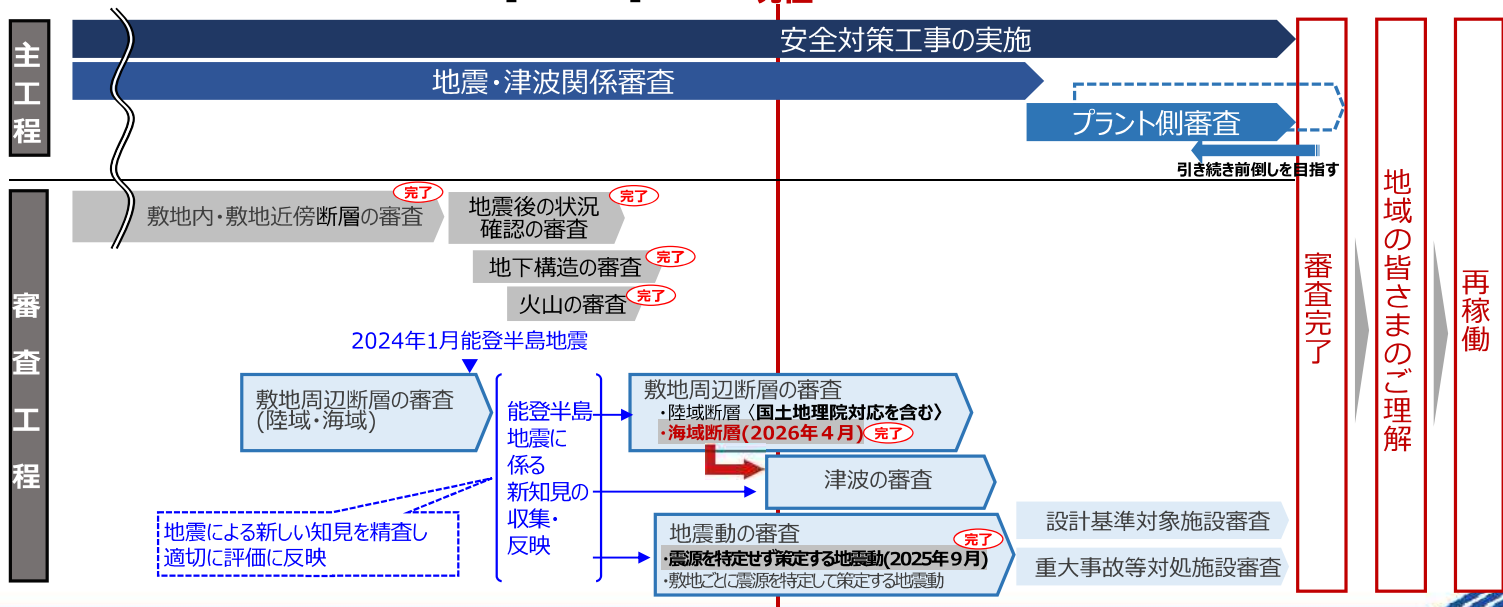 主工程
安全対策工事の実施
地震・津波関係審査
プラント側審査
引き続き前倒しを目指す
審査工程
敷地内・敷地近傍断層の審査
完了
地震後の状況
確認の審査
完了
地下構造の審査
完了
火山の審査
完了
2024年1月能登半島地震
敷地周辺断層の審査
(陸域・海域)
能登半島
地震に
係る
新知見の
収集・
反映
地震による新しい知見を精査し
適切に評価に反映
敷地周辺断層の審査
・陸域断層〈国土地理院対応を含む〉
・海域断層(2026年4月)
完了
津波の審査
地震動の審査
完了
・震源を特定せず策定する地震動(2025年9月)
・敷地ごとに震源を特定して策定する地震動
設計基準対象施設審査
重大事故等対処施設審査
審査完了
地域の皆さまのご理解
再稼働